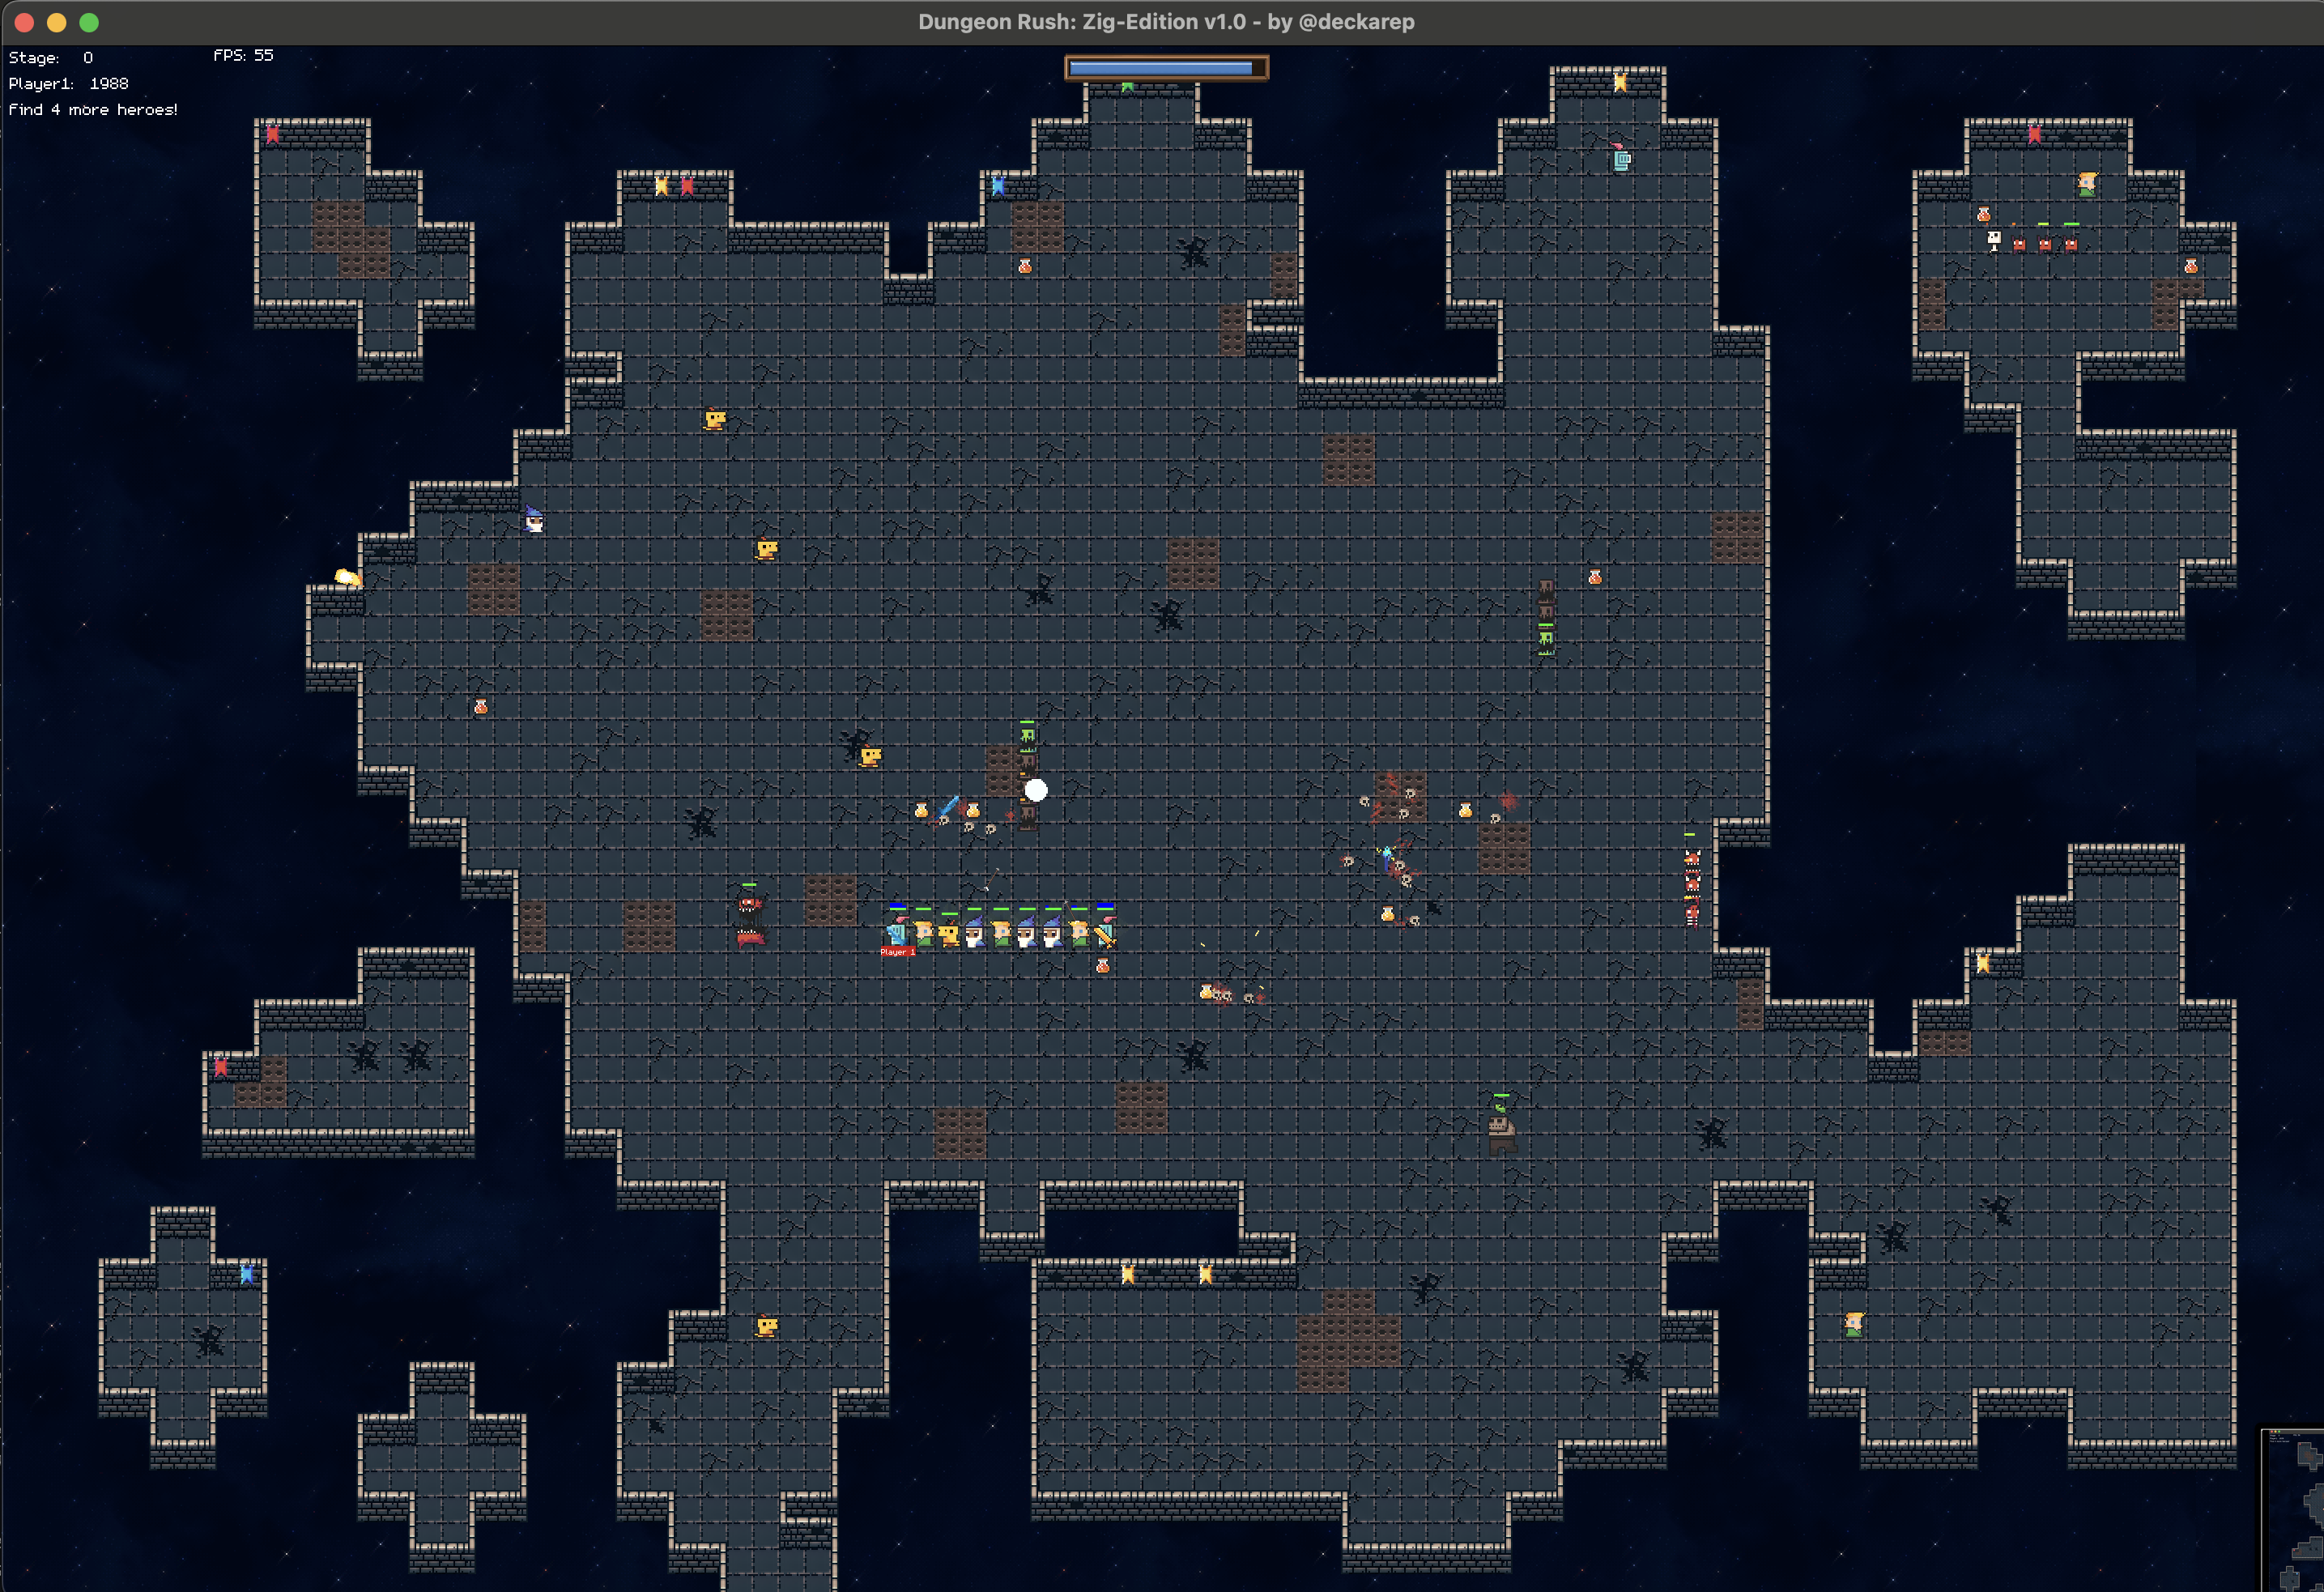 Dungeon Rush: Zig-Edition v1.0 - by @deckarep
Stage: 0
FPS: 55
Player1: 1988
Find 4 more heroes!
Player 1